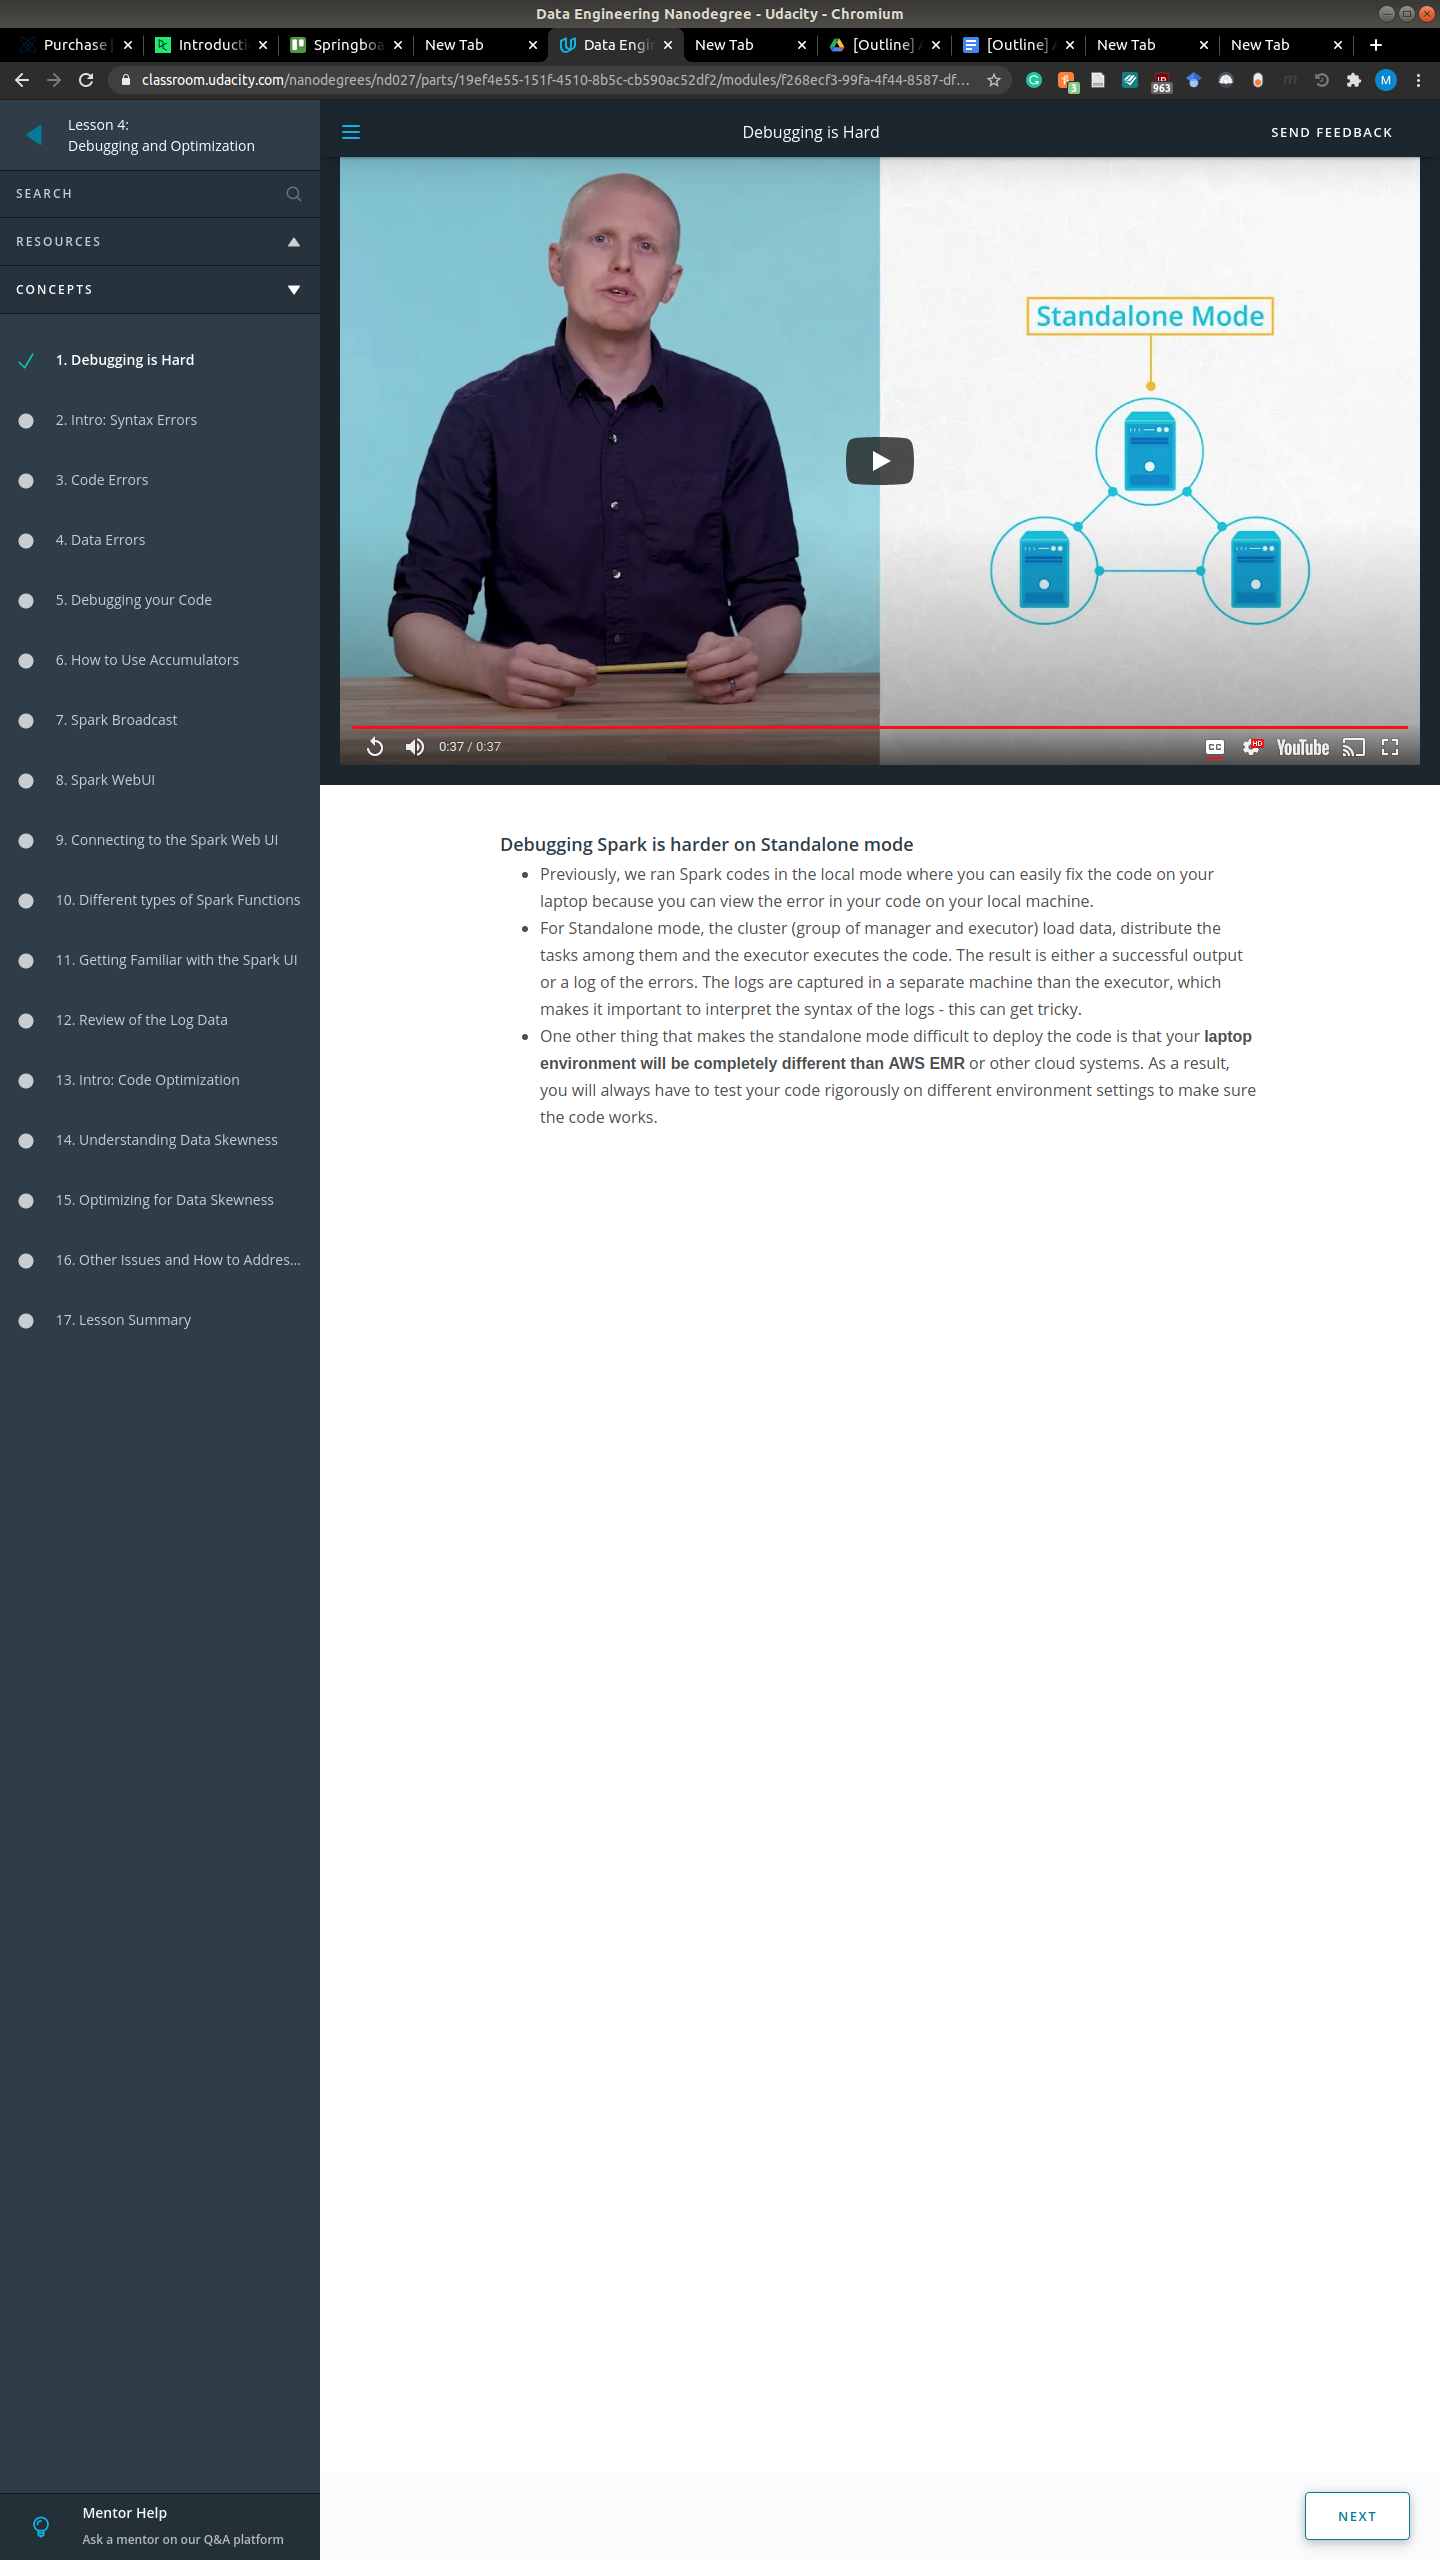 Data Engineering Nanodegree - Udacity - Chromium
Purchase
Introducti
Springboa
New Tab
Data Engin
New Tab
[Outline]
[Outline]
New Tab
New Tab
classroom.udacity.com/nanodegrees/nd027/parts/19ef4e55-151f-4510-8b5c-cb590ac52df2/modules/f268ecf3-99fa-4f44-8587-df...
3
963
M
Lesson 4:
Debugging and Optimization
SEARCH
RESOURCES
CONCEPTS
1. Debugging is Hard
2. Intro: Syntax Errors
3. Code Errors
4. Data Errors
5. Debugging your Code
6. How to Use Accumulators
7. Spark Broadcast
8. Spark WebUI
9. Connecting to the Spark Web UI
10. Different types of Spark Functions
11. Getting Familiar with the Spark UI
12. Review of the Log Data
13. Intro: Code Optimization
14. Understanding Data Skewness
15. Optimizing for Data Skewness
16. Other Issues and How to Addres...
17. Lesson Summary
Mentor Help
Ask a mentor on our Q&A platform
Debugging is Hard
SEND FEEDBACK
Standalone Mode
0:37 / 0:37
CC
HD
YouTube
Debugging Spark is harder on Standalone mode
Previously, we ran Spark codes in the local mode where you can easily fix the code on your
laptop because you can view the error in your code on your local machine.
For Standalone mode, the cluster (group of manager and executor) load data, distribute the
tasks among them and the executor executes the code. The result is either a successful output
or a log of the errors. The logs are captured in a separate machine than the executor, which
makes it important to interpret the syntax of the logs - this can get tricky.
One other thing that makes the standalone mode difficult to deploy the code is that your laptop
environment will be completely different than AWS EMR or other cloud systems. As a result,
you will always have to test your code rigorously on different environment settings to make sure
the code works.
NEXT